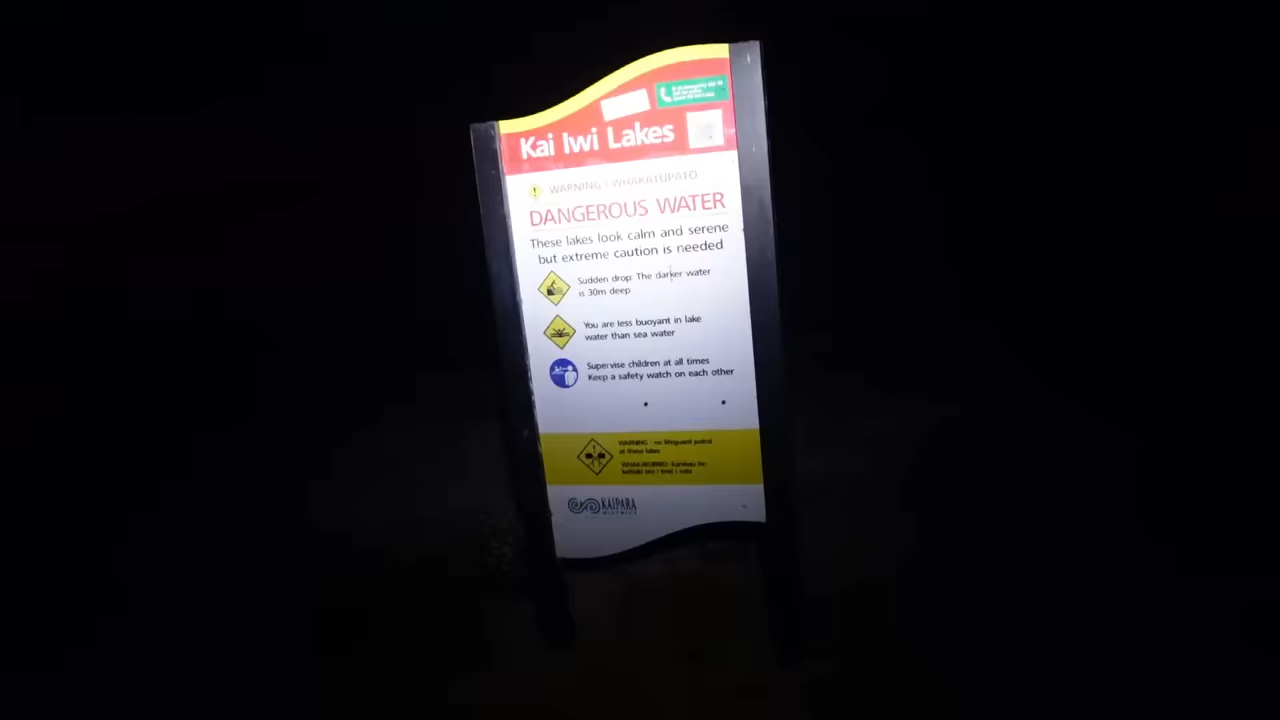 Kai Iwi Lakes
WARNING : WHAKATUPATO
DANGEROUS WATER
These lakes look calm and serene
but extreme caution is needed
Sudden drop: The darker water
is 30m deep
You are less buoyant in lake
water than sea water
Supervise children at all times
Keep a safety watch on each other
WARNING - no lifeguard patrol
at these lakes
KAIPARA
DISTRICT